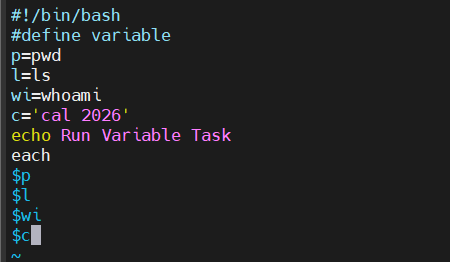 #!/bin/bash
#define variable
p=pwd
l=ls
wi=whoami
c='cal 2026'
echo Run Variable Task
each
$p
$l
$wi
$c
~